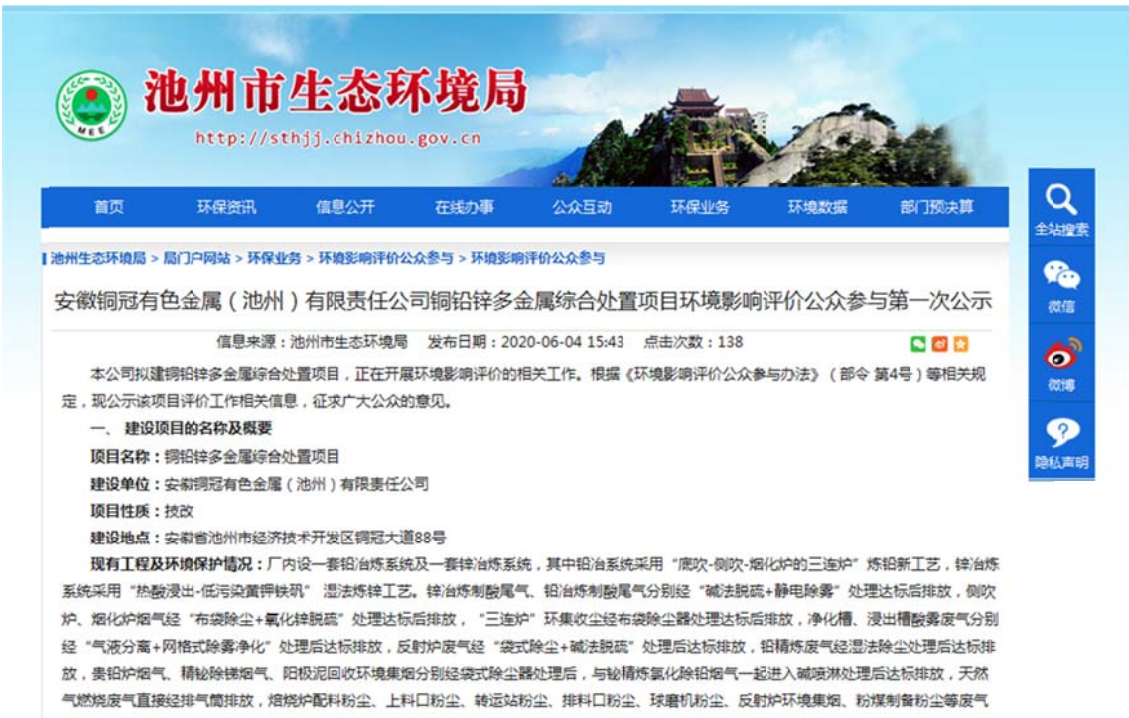 池州市生态环境局
MEE
http://sthjj.chizhou.gov.cn
首页 环保资讯 信息公开 在线办事 公众互动 环保业务 环境数据 部门预决算
全站搜索
微信
微博
隐私声明
池州生态环境局 > 局门户网站 > 环保业务 > 环境影响评价公众参与 > 环境影响评价公众参与
安徽铜冠有色金属（池州）有限责任公司铜铅锌多金属综合处置项目环境影响评价公众参与第一次公示
信息来源：池州市生态环境局 发布日期：2020-06-04 15:43 点击次数：138
本公司拟建铜铅锌多金属综合处置项目，正在开展环境影响评价的相关工作。根据《环境影响评价公众参与办法》（部令 第4号）等相关规
定，现公示该项目评价工作相关信息，征求广大公众的意见。
一、 建设项目的名称及概要
项目名称：铜铅锌多金属综合处置项目
建设单位：安徽铜冠有色金属（池州）有限责任公司
项目性质：技改
建设地点：安徽省池州市经济技术开发区铜冠大道88号
现有工程及环境保护情况：厂内设一套铅冶炼系统及一套锌冶炼系统，其中铅冶系统采用“底吹-侧吹-烟化炉的三连炉”炼铅新工艺，锌冶炼
系统采用“热酸浸出-低污染黄钾铁矾” 湿法炼锌工艺。锌冶炼制酸尾气、铅冶炼制酸尾气分别经“碱法脱硫+静电除雾”处理达标后排放，侧吹
炉、烟化炉烟气经“布袋除尘+氧化锌脱硫”处理达标后排放，“三连炉”环集收尘经布袋除尘器处理达标后排放，净化槽、浸出槽酸雾废气分别
经“气液分离+网格式除雾净化”处理后达标排放，反射炉废气经“袋式除尘+碱法脱硫”处理后达标排放，铅精炼废气经湿法除尘处理后达标排
放，贵铅炉烟气、精铋除锑烟气、阳极泥回收环境集烟分别经袋式除尘器处理后，与铋精炼氯化除铅烟气一起进入碱喷淋处理后达标排放，天然
气燃烧废气直接经排气筒排放，焙烧炉配料粉尘、上料口粉尘、转运站粉尘、排料口粉尘、球磨机粉尘、反射炉环境集烟、粉煤制备粉尘等废气